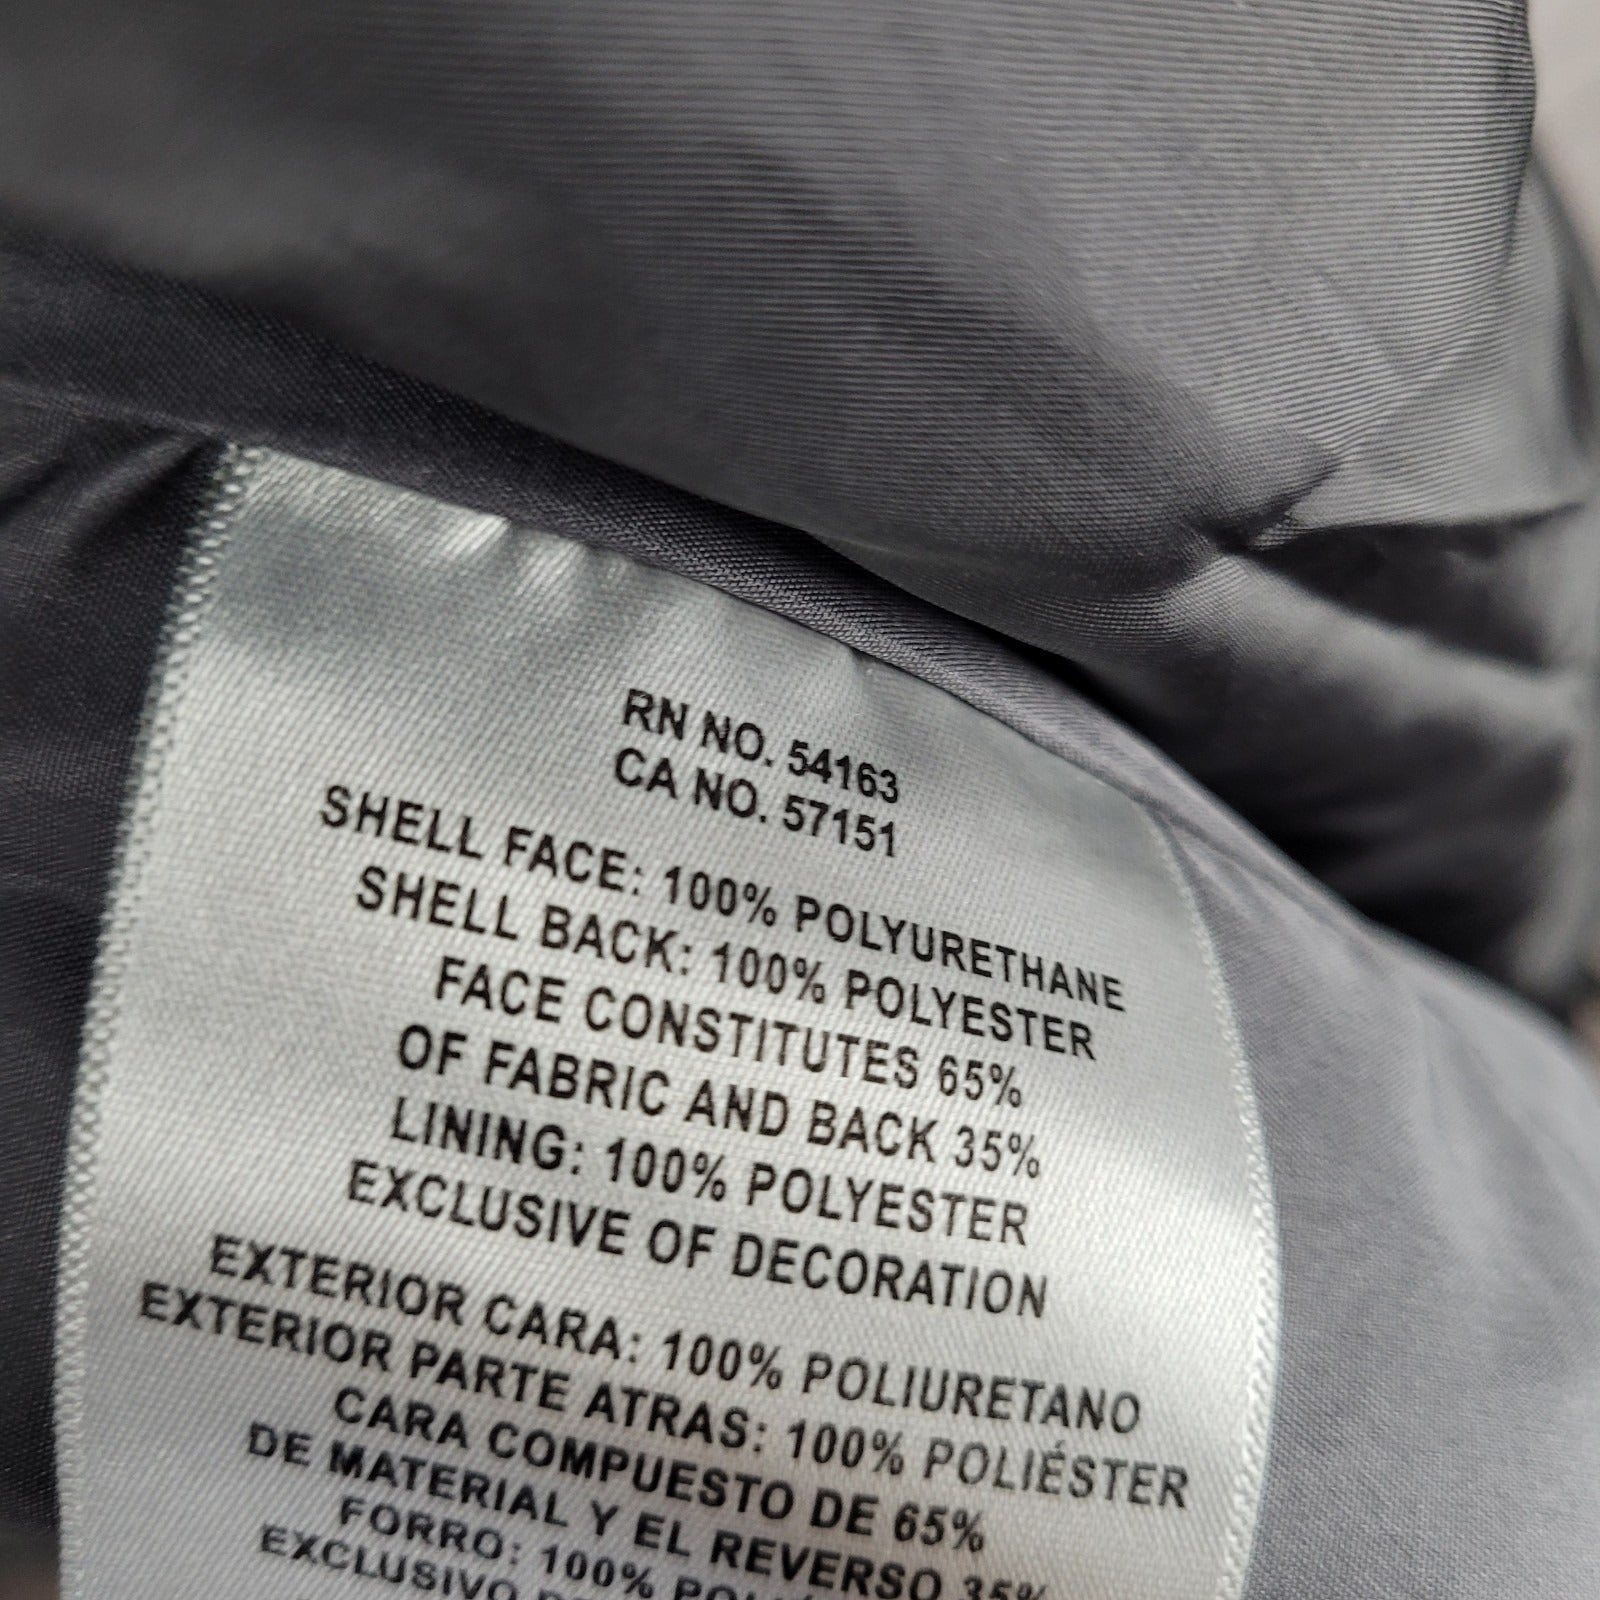 RN NO. 54163
CA NO. 57151
SHELL FACE: 100% POLYURETHANE
SHELL BACK: 100% POLYESTER
FACE CONSTITUTES 65%
OF FABRIC AND BACK 35%
LINING: 100% POLYESTER
EXCLUSIVE OF DECORATION
EXTERIOR CARA: 100% POLIURETANO
EXTERIOR PARTE ATRAS: 100% POLIÉSTER
CARA COMPUESTO DE 65%
DE MATERIAL Y EL REVERSO 35%
FORRO: 100%
EXCLUSIVO